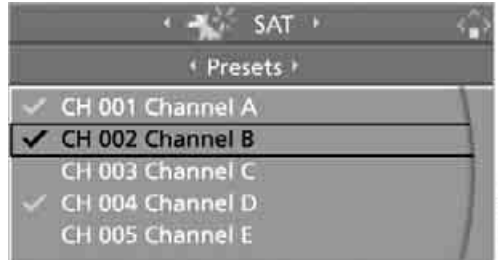 SAT
Presets
CH 001 Channel A
CH 002 Channel B
CH 003 Channel C
CH 004 Channel D
CH 005 Channel E